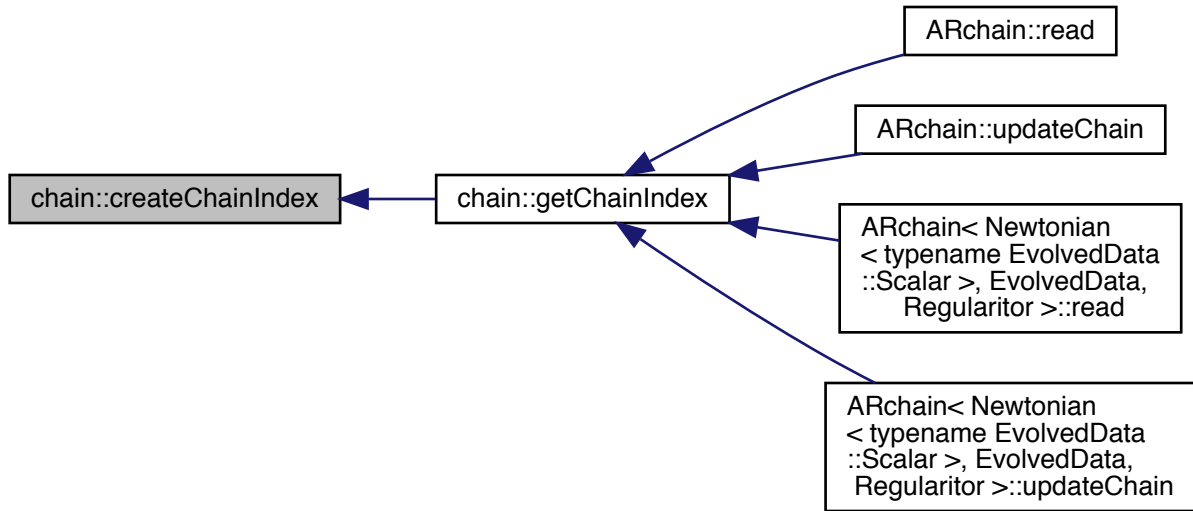 ARchain::read
ARchain::updateChain
chain::createChainIndex
chain::getChainIndex
ARchain< Newtonian
< typename EvolvedData
::Scalar >, EvolvedData,
Regularitor >::read
ARchain< Newtonian
< typename EvolvedData
::Scalar >, EvolvedData,
Regularitor >::updateChain